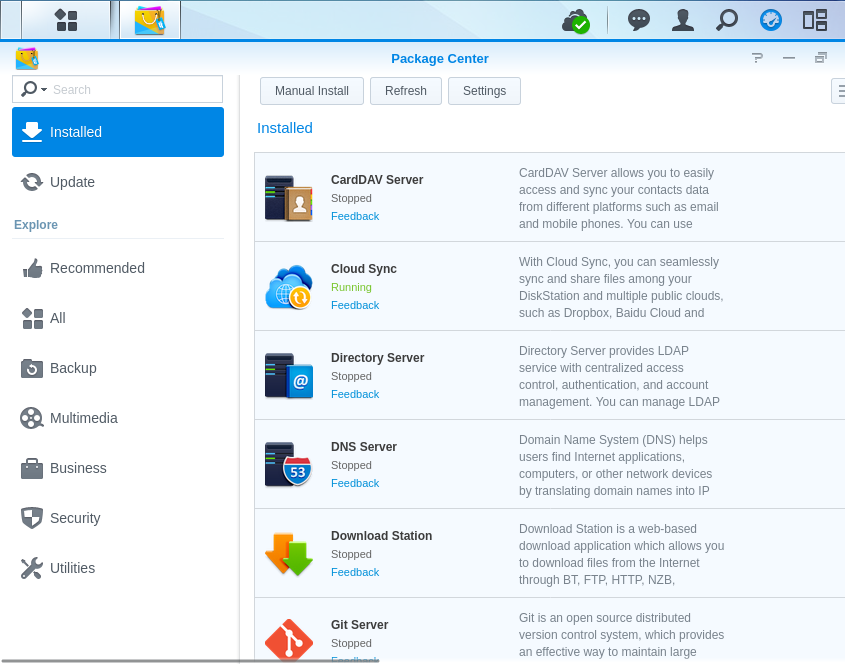 Package Center
Search
Manual Install
Refresh
Settings
Installed
Update
Explore
Recommended
All
Backup
Multimedia
Business
Security
Utilities
Installed
CardDAV Server
Stopped
Feedback
CardDAV Server allows you to easily
access and sync your contacts data
from different platforms such as email
and mobile phones. You can use
Cloud Sync
Running
Feedback
With Cloud Sync, you can seamlessly
sync and share files among your
DiskStation and multiple public clouds,
such as Dropbox, Baidu Cloud and
Directory Server
Stopped
Feedback
@
Directory Server provides LDAP
service with centralized access
control, authentication, and account
management. You can manage LDAP
DNS Server
Stopped
Feedback
53
Domain Name System (DNS) helps
users find Internet applications,
computers, or other network devices
by translating domain names into IP
Download Station
Stopped
Feedback
Download Station is a web-based
download application which allows you
to download files from the Internet
through BT, FTP, HTTP, NZB,
Git Server
Stopped
Feedback
Git is an open source distributed
version control system, which provides
an effective way to maintain large